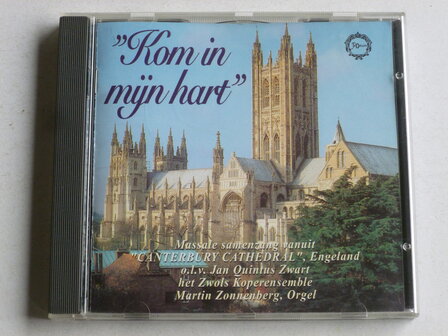 "Kom in
mijn hart"
Massale samenzang vanuit
"CANTERBURY CATHEDRAL", Engeland
o.l.v. Jan Quintus Zwart
het Zwols Koperensemble
Martin Zonnenberg, Orgel